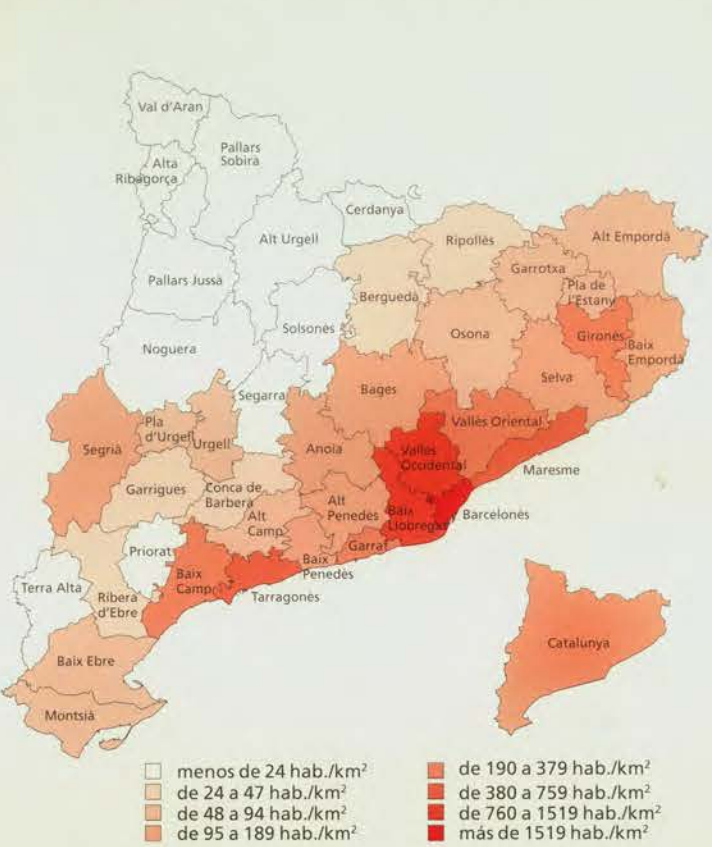 Val d'Aran
Pallars
Sobirà
Alta
Ribagorça
Cerdanya
Alt Urgell
Ripollès
Alt Empordà
Garrotxa
Pla de
l'Estany
Pallars Jussà
Berguedà
Solsonès
Osona
Gironès
Baix
Empordà
Noguera
Segarra
Bages
Selva
Pla
d'Urgell
Urgell
Vallès Oriental
Segrià
Anoia
Vallès
Occidental
Maresme
Garrigues
Conca de
Barberà
Alt
Penedès
Baix
Llobregat
Barcelonès
Alt
Camp
Priorat
Garraf
Baix
Penedès
Baix
Camp
Tarragonès
Terra Alta
Ribera
d'Ebre
Catalunya
Baix Ebre
Montsià
menos de 24 hab./km²
de 24 a 47 hab./km²
de 48 a 94 hab./km²
de 95 a 189 hab./km²
de 190 a 379 hab./km²
de 380 a 759 hab./km²
de 760 a 1519 hab./km²
más de 1519 hab./km²